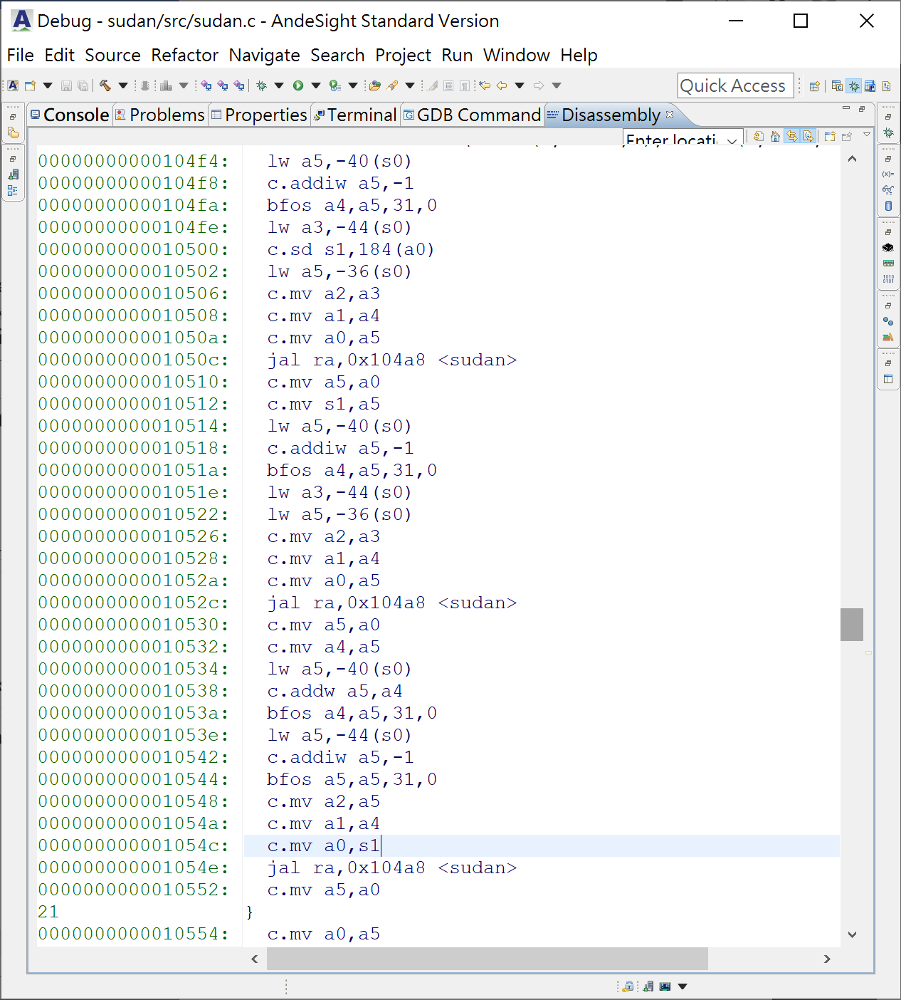 Debug - sudan/src/sudan.c - AndeSight Standard Version
File Edit Source Refactor Navigate Search Project Run Window Help
Quick Access
Console Problems Properties Terminal GDB Command Disassembly
Enter locati
00000000000104f4: lw a5,-40(s0)
00000000000104f8: c.addiw a5,-1
00000000000104fa: bfos a4,a5,31,0
00000000000104fe: lw a3,-44(s0)
0000000000010500: c.sd s1,184(a0)
0000000000010502: lw a5,-36(s0)
0000000000010506: c.mv a2,a3
0000000000010508: c.mv a1,a4
000000000001050a: c.mv a0,a5
000000000001050c: jal ra,0x104a8 <sudan>
0000000000010510: c.mv a5,a0
0000000000010512: c.mv s1,a5
0000000000010514: lw a5,-40(s0)
0000000000010518: c.addiw a5,-1
000000000001051a: bfos a4,a5,31,0
000000000001051e: lw a3,-44(s0)
0000000000010522: lw a5,-36(s0)
0000000000010526: c.mv a2,a3
0000000000010528: c.mv a1,a4
000000000001052a: c.mv a0,a5
000000000001052c: jal ra,0x104a8 <sudan>
0000000000010530: c.mv a5,a0
0000000000010532: c.mv a4,a5
0000000000010534: lw a5,-40(s0)
0000000000010538: c.addw a5,a4
000000000001053a: bfos a4,a5,31,0
000000000001053e: lw a5,-44(s0)
0000000000010542: c.addiw a5,-1
0000000000010544: bfos a5,a5,31,0
0000000000010548: c.mv a2,a5
000000000001054a: c.mv a1,a4
000000000001054c: c.mv a0,s1
000000000001054e: jal ra,0x104a8 <sudan>
0000000000010552: c.mv a5,a0
21 }
0000000000010554: c.mv a0,a5